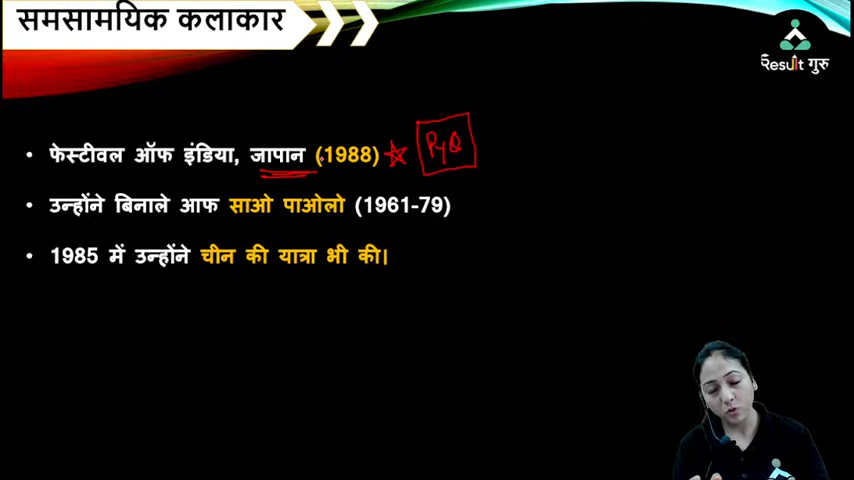 समसामयिक कलाकार
Result गुरु
• फेस्टीवल ऑफ इंडिया, जापान (1988) PYQ
• उन्होंने बिनाले आफ साओ पाओलो (1961-79)
• 1985 में उन्होंने चीन की यात्रा भी की।